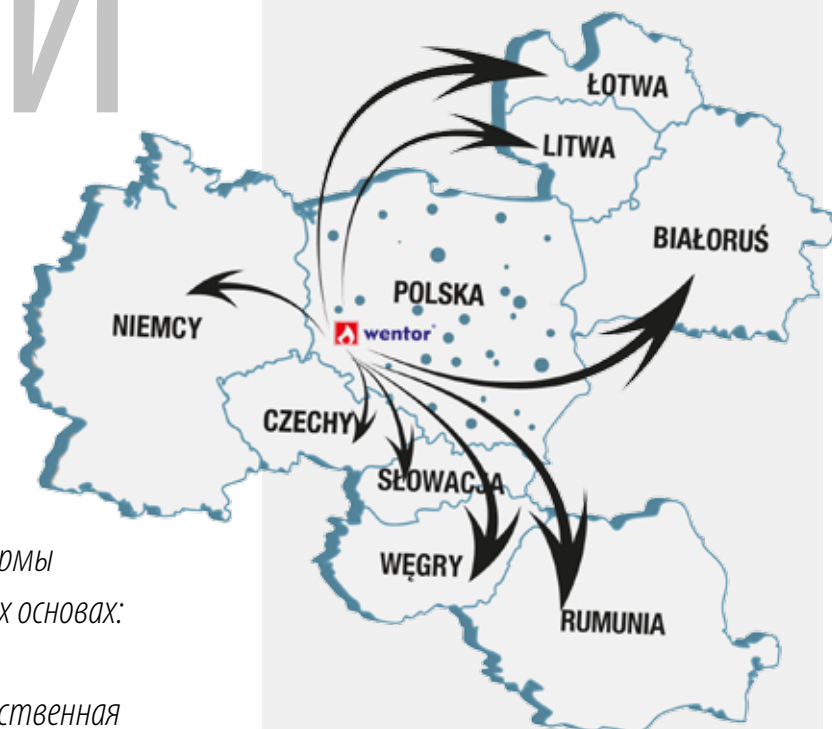 И
ŁOTWA
LITWA
BIAŁORUŚ
POLSKA
NIEMCY
wentor®
CZECHY
SŁOWACJA
WĘGRY
RUMUNIA
рмы
х основах:
ственная